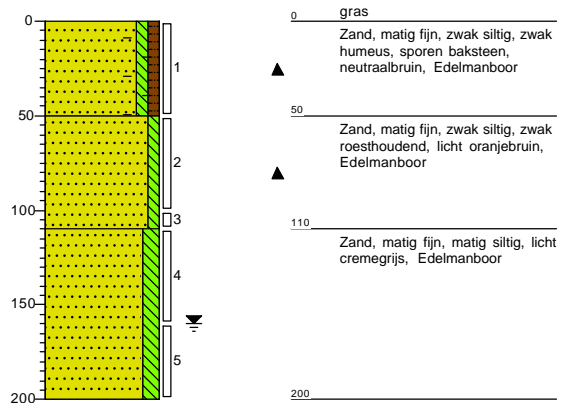 0
50
100
150
200
1
2
3
4
5
0
gras
Zand, matig fijn, zwak siltig, zwak
humeus, sporen baksteen,
neutraalbruin, Edelmanboor
50
Zand, matig fijn, zwak siltig, zwak
roesthoudend, licht oranjebruin,
Edelmanboor
110
Zand, matig fijn, matig siltig, licht
cremegrijs, Edelmanboor
200